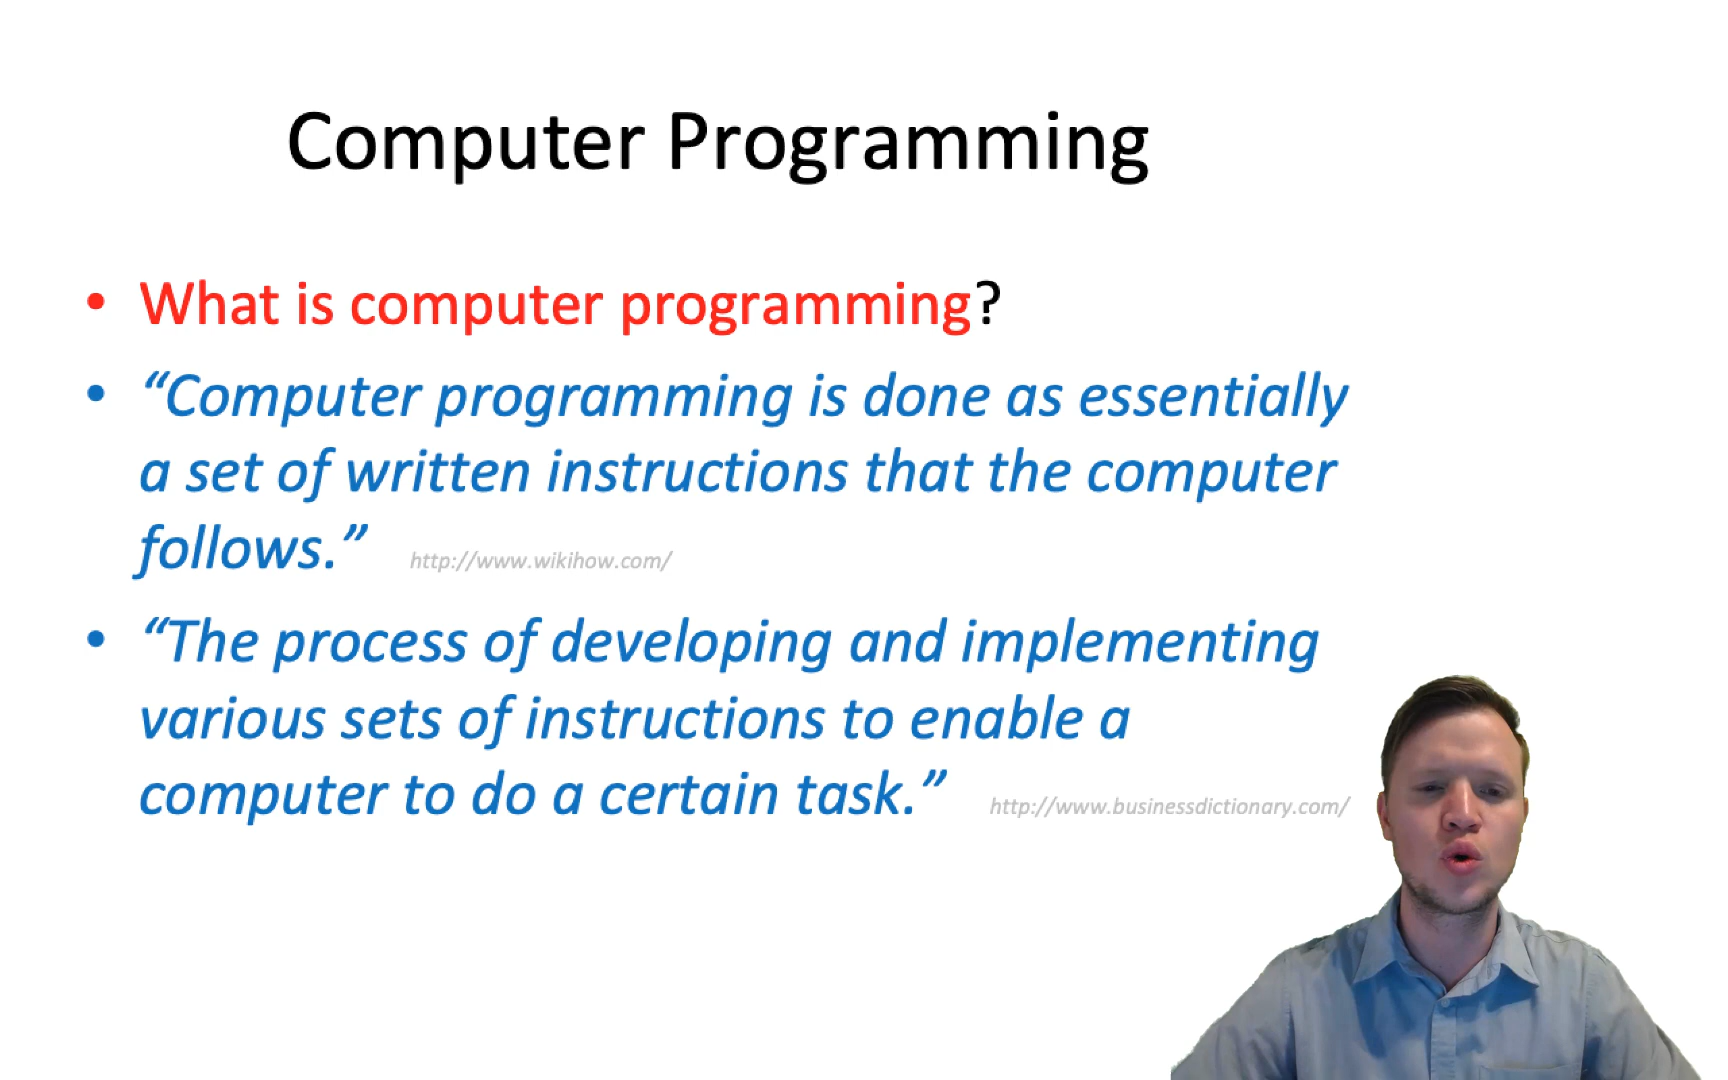 Computer Programming
• What is computer programming?
• “Computer programming is done as essentially
a set of written instructions that the computer
follows.” http://www.wikihow.com/
• “The process of developing and implementing
various sets of instructions to enable a
computer to do a certain task.” http://www.businessdictionary.com/